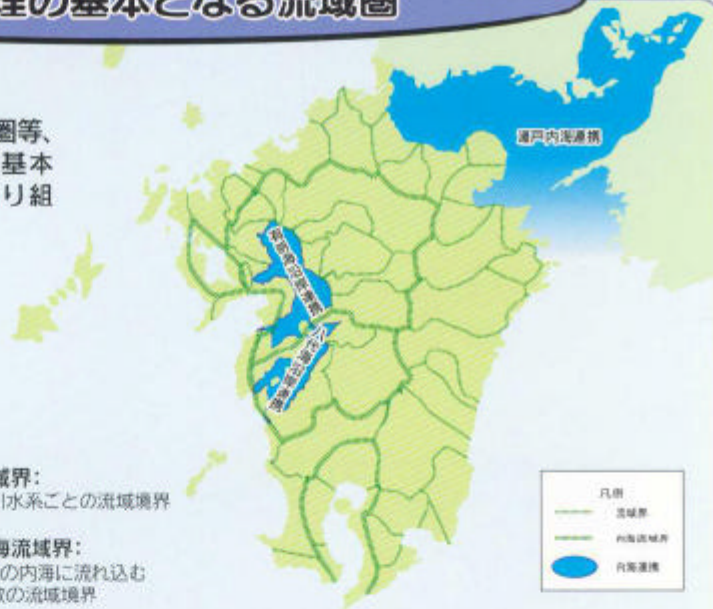 理の基本となる流域圏
圏等、
基本
り組
瀬戸内海連携
有明海沿岸連携
八代海沿岸連携
域界:
川水系ごとの流域境界
海流域界:
の内海に流れ込む
数の流域境界
凡例
流域界
内海流域界
内海連携